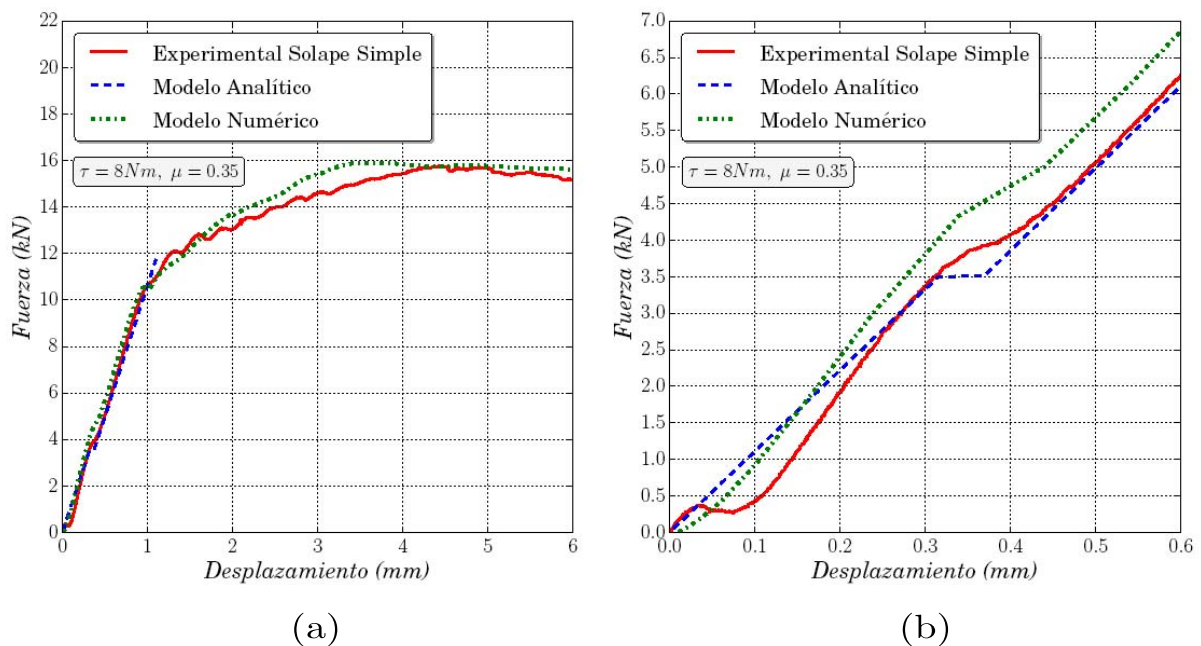 22
20
18
16
14
12
10
8
6
4
2
0
Fuerza (kN)
Experimental Solape Simple
Modelo Analítico
Modelo Numérico
τ = 8Nm, μ = 0.35
0 1 2 3 4 5 6
Desplazamiento (mm)
(a)
7.0
6.5
6.0
5.5
5.0
4.5
4.0
3.5
3.0
2.5
2.0
1.5
1.0
0.5
0.0
Fuerza (kN)
Experimental Solape Simple
Modelo Analítico
Modelo Numérico
τ = 8Nm, μ = 0.35
0.0 0.1 0.2 0.3 0.4 0.5 0.6
Desplazamiento (mm)
(b)